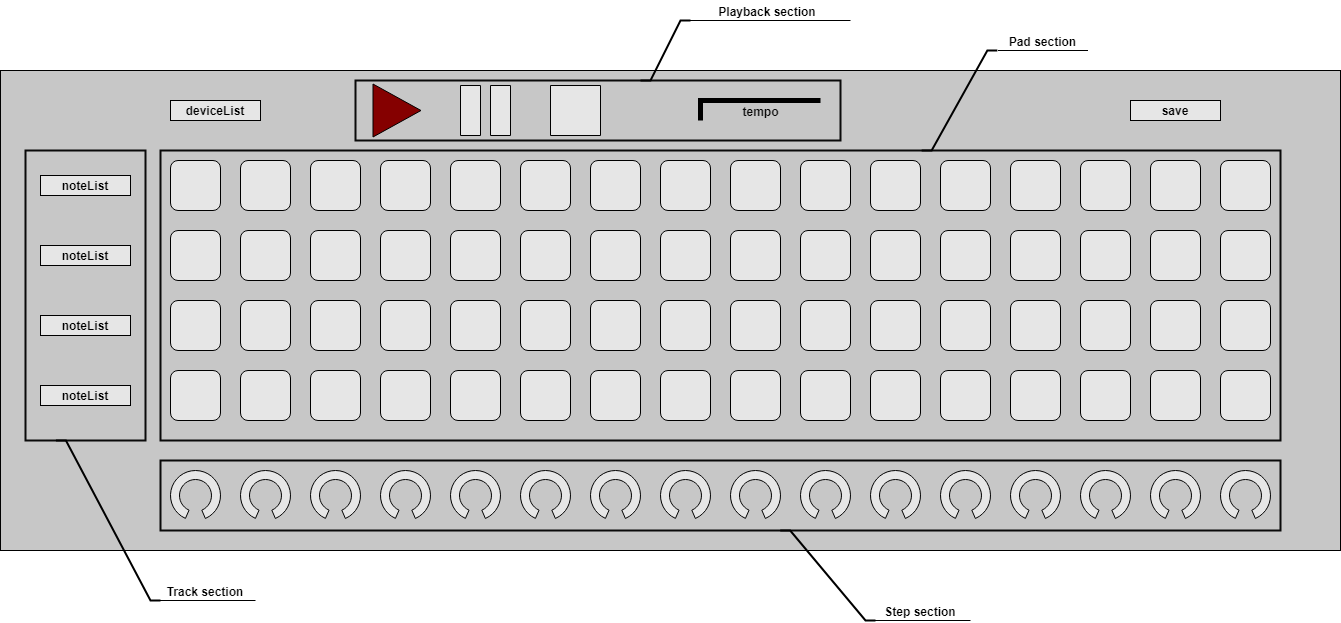 Playback section
Pad section
deviceList
tempo
save
noteList
noteList
noteList
noteList
Track section
Step section